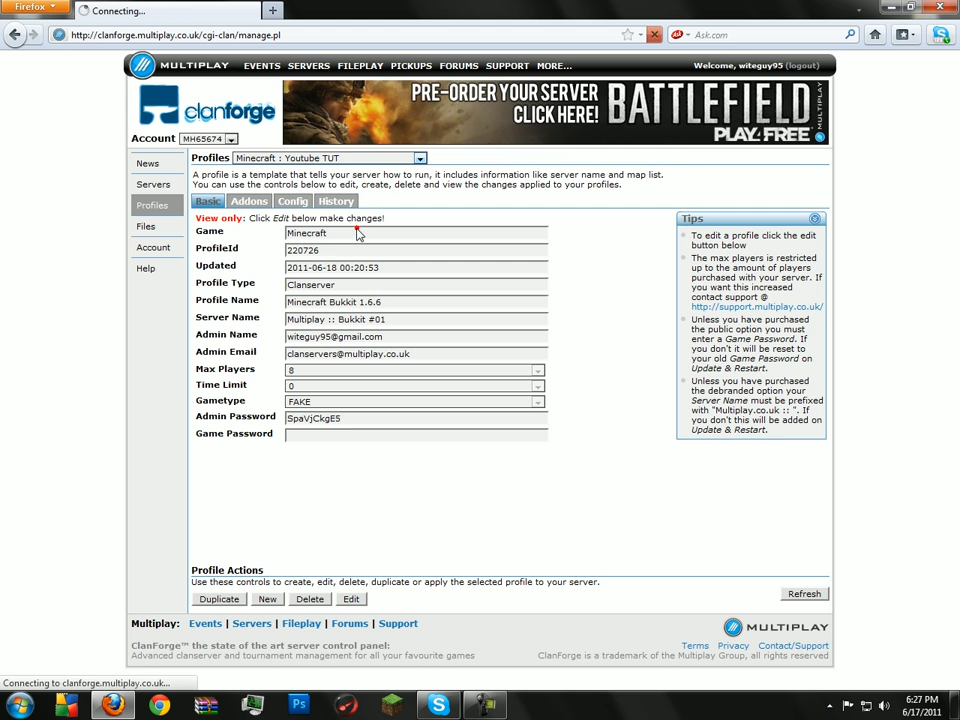 Firefox
Connecting...
http://clanforge.multiplay.co.uk/cgi-clan/manage.pl
Ask.com
MULTIPLAY EVENTS SERVERS FILEPLAY PICKUPS FORUMS SUPPORT MORE... Welcome, witeguy95 (logout)
clanforge
PRE-ORDER YOUR SERVER
CLICK HERE!
BATTLEFIELD
PLAY4FREE
MULTIPLAY
Account MH65674
News
Servers
Profiles
Files
Account
Help
Profiles Minecraft : Youtube TUT
A profile is a template that tells your server how to run, it includes information like server name and map list.
You can use the controls below to edit, create, delete and view the changes applied to your profiles.
Basic Addons Config History
View only: Click Edit below make changes!
Game Minecraft
ProfileId 220726
Updated 2011-06-18 00:20:53
Profile Type Clanserver
Profile Name Minecraft Bukkit 1.6.6
Server Name Multiplay :: Bukkit #01
Admin Name witeguy95@gmail.com
Admin Email clanservers@multiplay.co.uk
Max Players 8
Time Limit 0
Gametype FAKE
Admin Password SpaVjCkgE5
Game Password
Tips
To edit a profile click the edit
button below
The max players is restricted
up to the amount of players
purchased with your server. If
you want this increased
contact support @
http://support.multiplay.co.uk/
Unless you have purchased
the public option you must
enter a Game Password. If
you don't it will be reset to
your old Game Password on
Update & Restart.
Unless you have purchased
the debranded option your
Server Name must be prefixed
with "Multiplay.co.uk :: ". If
you don't this will be added on
Update & Restart.
Profile Actions
Use these controls to create, edit, delete, duplicate or apply the selected profile to your server.
Duplicate New Delete Edit Refresh
Multiplay: Events | Servers | Fileplay | Forums | Support
MULTIPLAY
ClanForge™ the state of the art server control panel:
Advanced clanserver and tournament management for all your favourite games
Terms Privacy Contact/Support
ClanForge is a trademark of the Multiplay Group, all rights reserved
Connecting to clanforge.multiplay.co.uk...
Ps
6:27 PM
6/17/2011